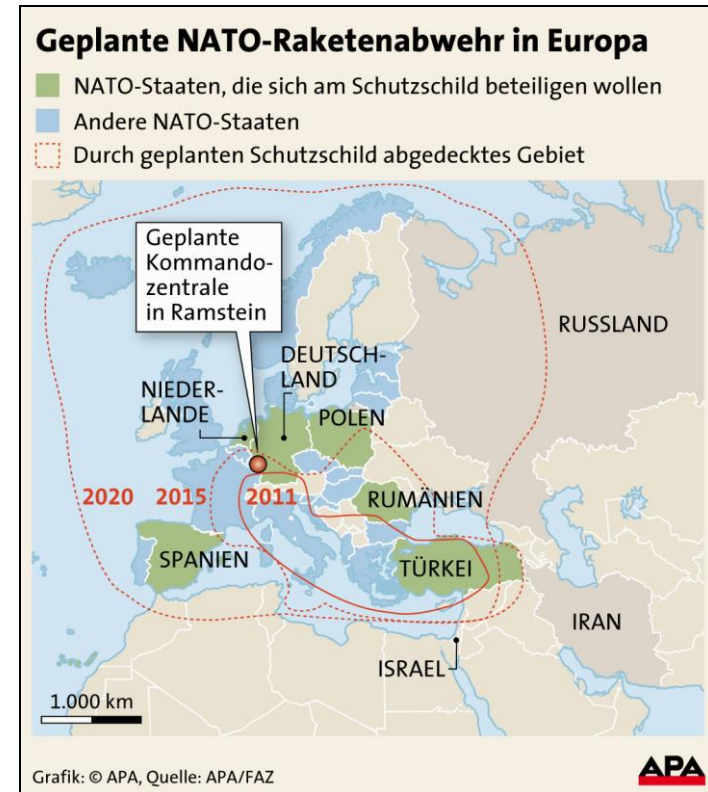 Geplante NATO-Raketenabwehr in Europa
NATO-Staaten, die sich am Schutzschild beteiligen wollen
Andere NATO-Staaten
Durch geplanten Schutzschild abgedecktes Gebiet
Geplante
Kommando-
zentrale
in Ramstein
RUSSLAND
DEUTSCH-
LAND
NIEDER-
LANDE
POLEN
2020
2015
2011
RUMÄNIEN
SPANIEN
TÜRKEI
IRAN
ISRAEL
1.000 km
Grafik: © APA, Quelle: APA/FAZ
APA